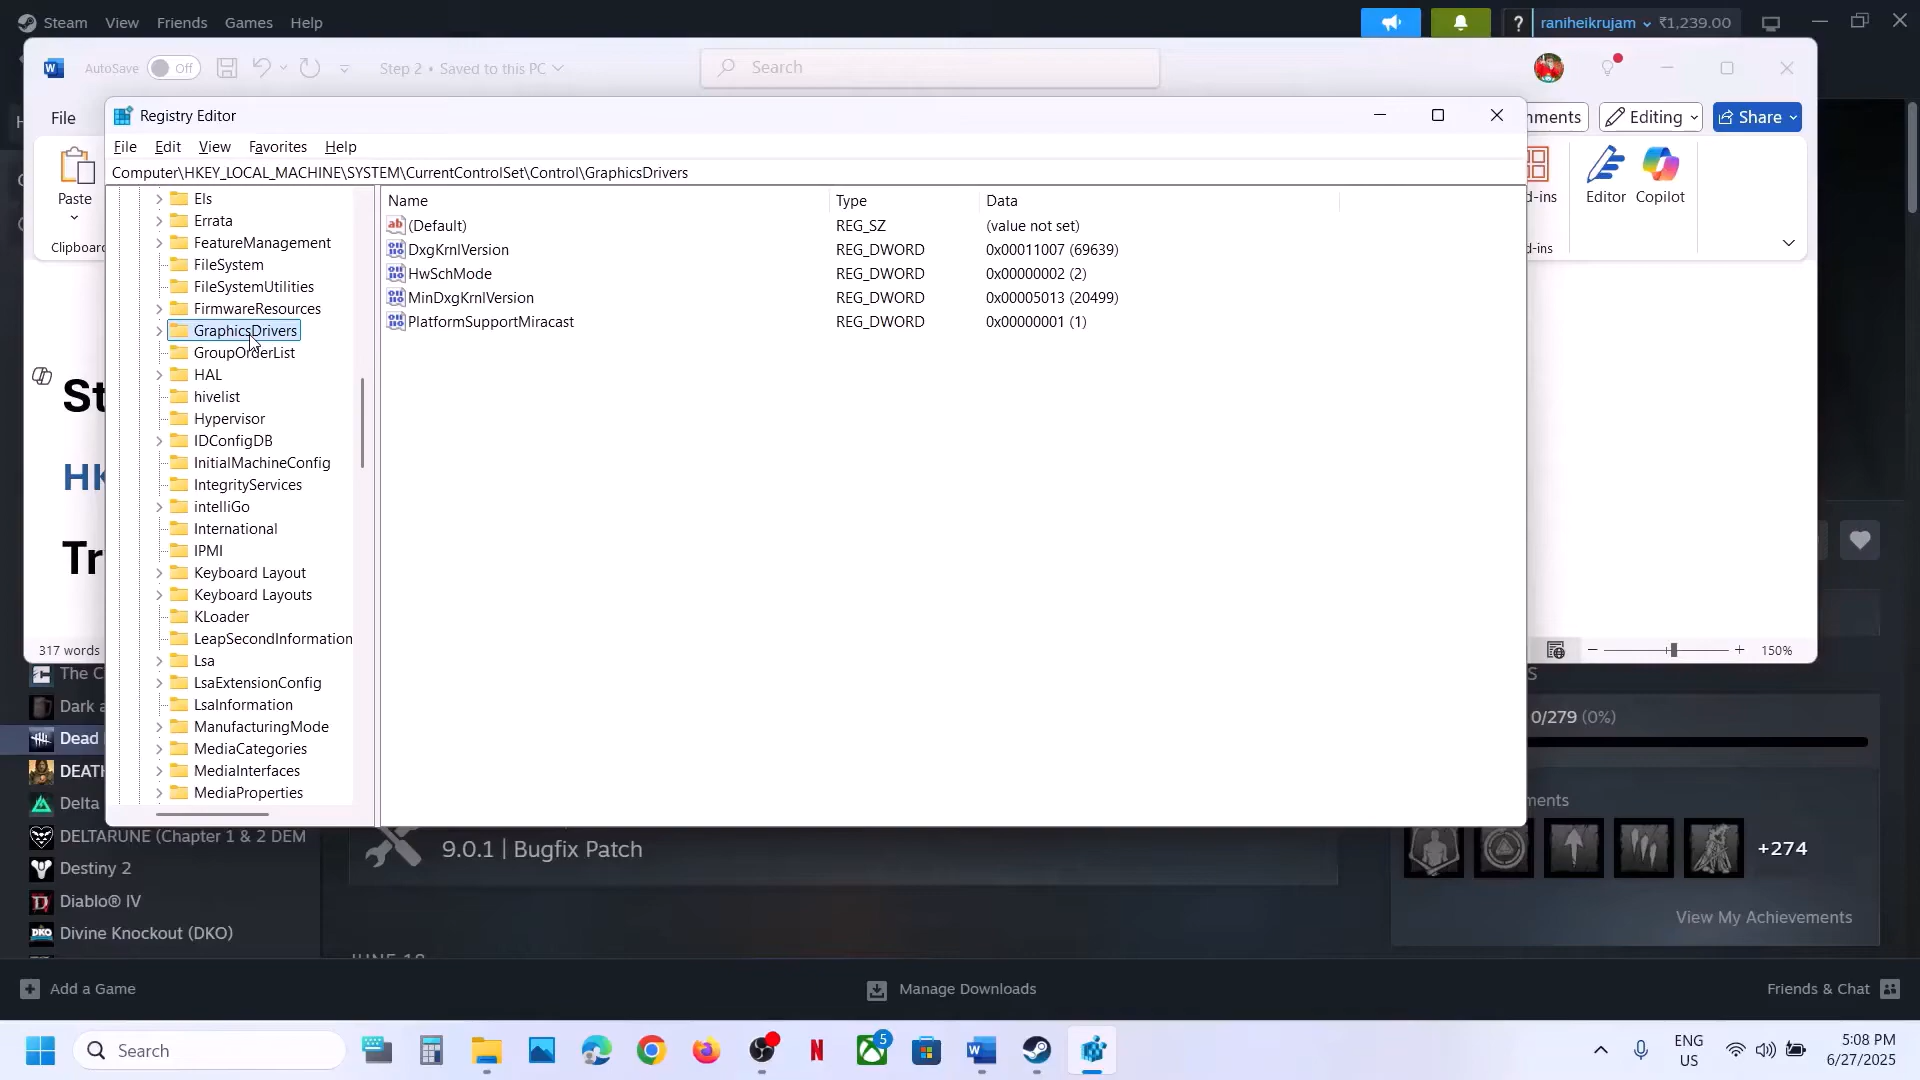 Steam View Friends Games Help
raniheikrujam ₹1,239.00
AutoSave Off Step 2 • Saved to this PC Search
File Editing Share
Paste Editor Copilot
Clipboard
Registry Editor
File Edit View Favorites Help
Computer\HKEY_LOCAL_MACHINE\SYSTEM\CurrentControlSet\Control\GraphicsDrivers
Els
Errata
FeatureManagement
FileSystem
FileSystemUtilities
FirmwareResources
GraphicsDrivers
GroupOrderList
HAL
hivelist
Hypervisor
IDConfigDB
InitialMachineConfig
IntegrityServices
intelliGo
International
IPMI
Keyboard Layout
Keyboard Layouts
KLoader
LeapSecondInformation
Lsa
LsaExtensionConfig
LsaInformation
ManufacturingMode
MediaCategories
MediaInterfaces
MediaProperties
Name Type Data
(Default) REG_SZ (value not set)
DxgKrnlVersion REG_DWORD 0x00011007 (69639)
HwSchMode REG_DWORD 0x00000002 (2)
MinDxgKrnlVersion REG_DWORD 0x00005013 (20499)
PlatformSupportMiracast REG_DWORD 0x00000001 (1)
317 words 150%
The C
Dark a
Dead
DEATH
Delta
DELTARUNE (Chapter 1 & 2 DEM
Destiny 2
Diablo® IV
Divine Knockout (DKO)
9.0.1 | Bugfix Patch
0/279 (0%)
+274
View My Achievements
Add a Game Manage Downloads Friends & Chat
Search 5 ENG US 5:08 PM 6/27/2025